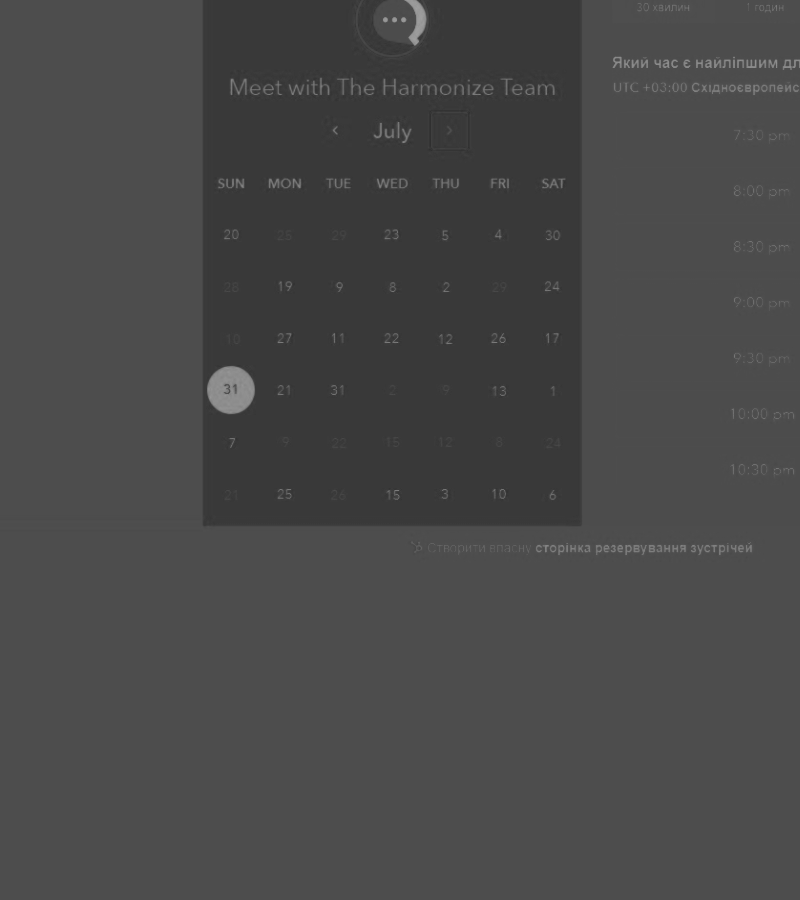 30 хвилин 1 годин
Meet with The Harmonize Team
July
SUN MON TUE WED THU FRI SAT
20 25 29 23 5 4 30
28 19 9 8 2 29 24
10 27 11 22 12 26 17
31 21 31 2 9 13 1
7 9 22 15 12 8 24
21 25 26 15 3 10 6
Який час є найліпшим дл
UTC +03:00 Східноєвропейс
7:30 pm
8:00 pm
8:30 pm
9:00 pm
9:30 pm
10:00 pm
10:30 pm
Створити власну сторінка резервування зустрічей